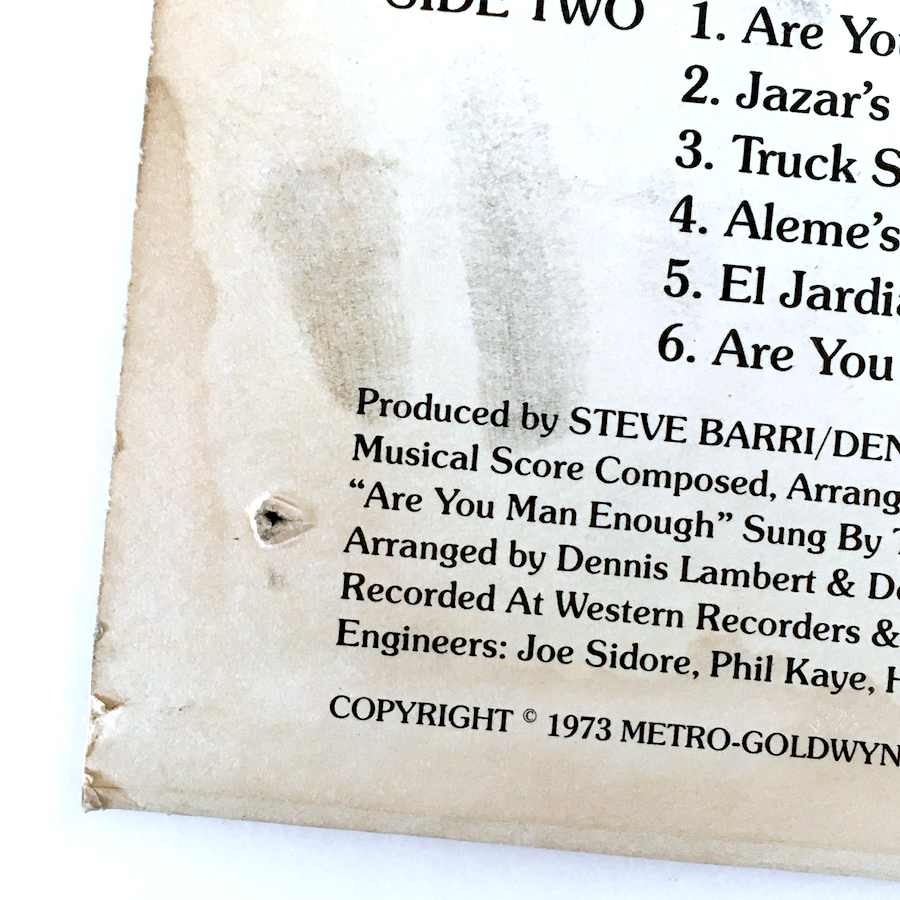 SIDE TWO 1. Are You
2. Jazar's
3. Truck S
4. Aleme's
5. El Jardia
6. Are You
Produced by STEVE BARRI/DEN
Musical Score Composed, Arrang
“Are You Man Enough” Sung By T
Arranged by Dennis Lambert & De
Recorded At Western Recorders &
Engineers: Joe Sidore, Phil Kaye, H
COPYRIGHT © 1973 METRO-GOLDWYN